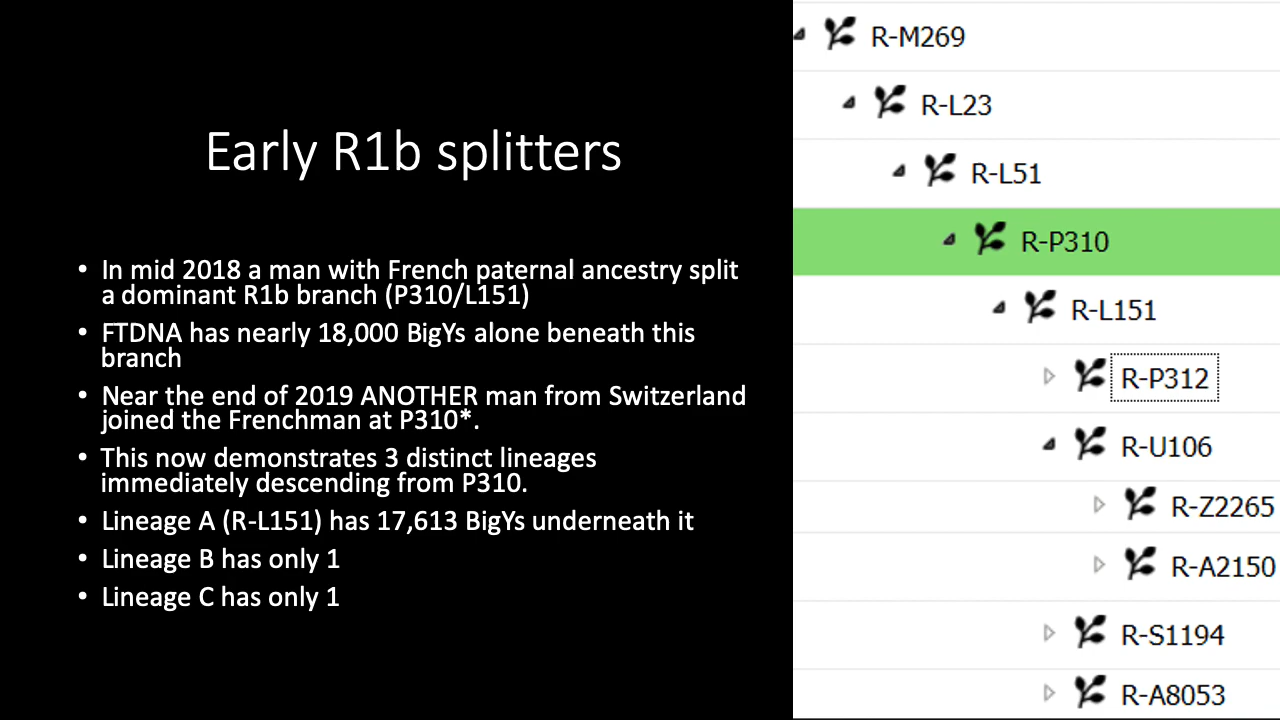 Early R1b splitters
• In mid 2018 a man with French paternal ancestry split
a dominant R1b branch (P310/L151)
• FTDNA has nearly 18,000 BigYs alone beneath this
branch
• Near the end of 2019 ANOTHER man from Switzerland
joined the Frenchman at P310*.
• This now demonstrates 3 distinct lineages
immediately descending from P310.
• Lineage A (R-L151) has 17,613 BigYs underneath it
• Lineage B has only 1
• Lineage C has only 1
R-M269
R-L23
R-L51
R-P310
R-L151
R-P312
R-U106
R-Z2265
R-A2150
R-S1194
R-A8053